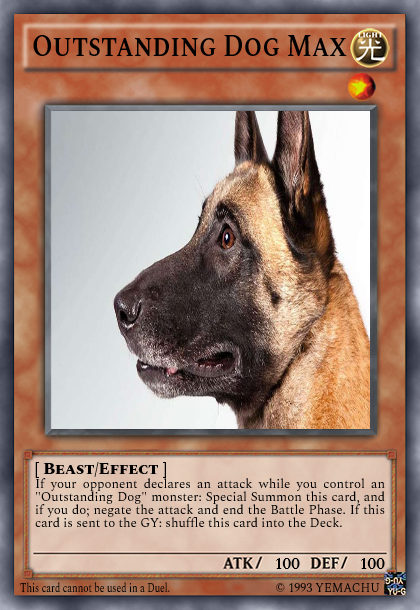 Outstanding Dog Max
LIGHT
光
[ Beast/Effect ]
If your opponent declares an attack while you control an
"Outstanding Dog" monster: Special Summon this card, and
if you do; negate the attack and end the Battle Phase. If this
card is sent to the GY: shuffle this card into the Deck.
ATK/ 100 DEF/ 100
This card cannot be used in a Duel.
© 1993 YEMACHU